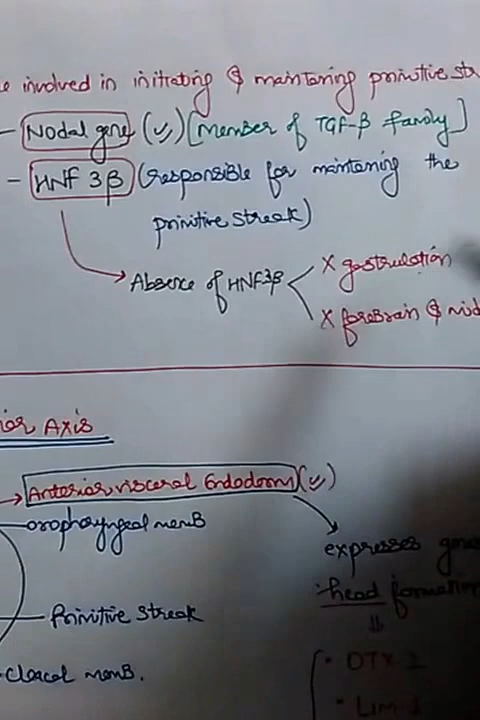 e involved in initiating & maintaining primitive str
- Nodal gene (✓) [Member of TGF-β family]
- HNF 3β (Responsible for maintaining the
primitive streak)
Absence of HNF3β
X gastrulation
X forebrain & mid
ior Axis
Anterior visceral Endoderm (✓)
oropharyngeal memB
expresses gene
Primitive Streak
head formation
Cloacal memB.
• OTX-2
• Lim-1